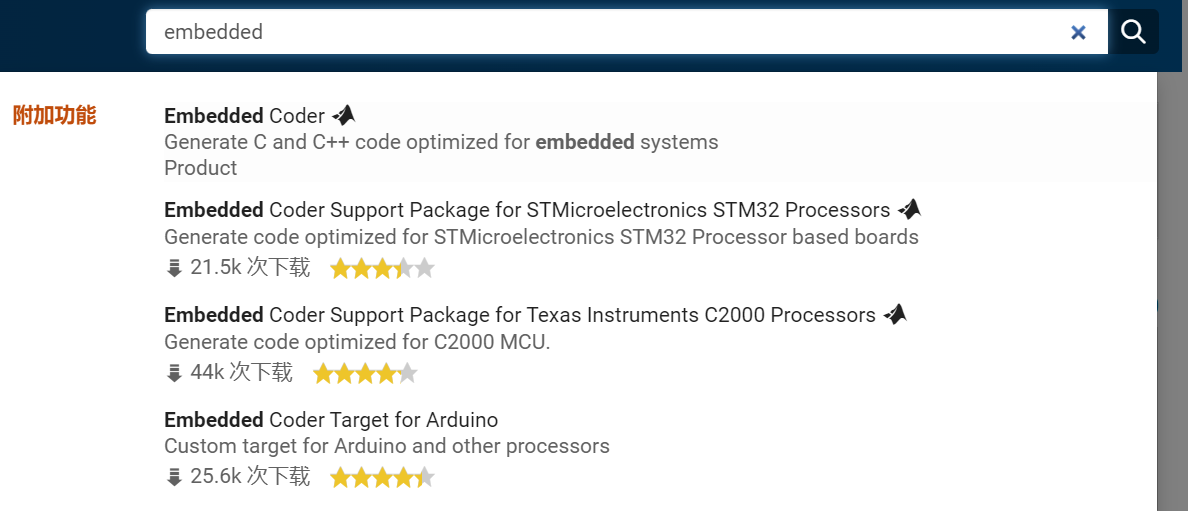 embedded
附加功能
Embedded Coder
Generate C and C++ code optimized for embedded systems
Product
Embedded Coder Support Package for STMicroelectronics STM32 Processors
Generate code optimized for STMicroelectronics STM32 Processor based boards
21.5k 次下载
Embedded Coder Support Package for Texas Instruments C2000 Processors
Generate code optimized for C2000 MCU.
44k 次下载
Embedded Coder Target for Arduino
Custom target for Arduino and other processors
25.6k 次下载